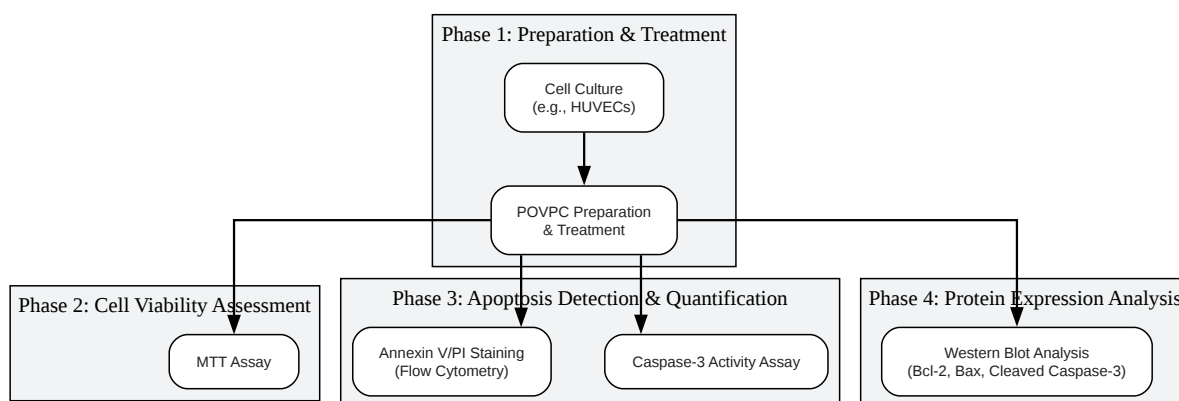 Phase 1: Preparation & Treatment
Cell Culture
(e.g., HUVECs)
POVPC Preparation
& Treatment
Phase 2: Cell Viability Assessment
MTT Assay
Phase 3: Apoptosis Detection & Quantification
Annexin V/PI Staining
(Flow Cytometry)
Caspase-3 Activity Assay
Phase 4: Protein Expression Analysis
Western Blot Analysis
(Bcl-2, Bax, Cleaved Caspase-3)